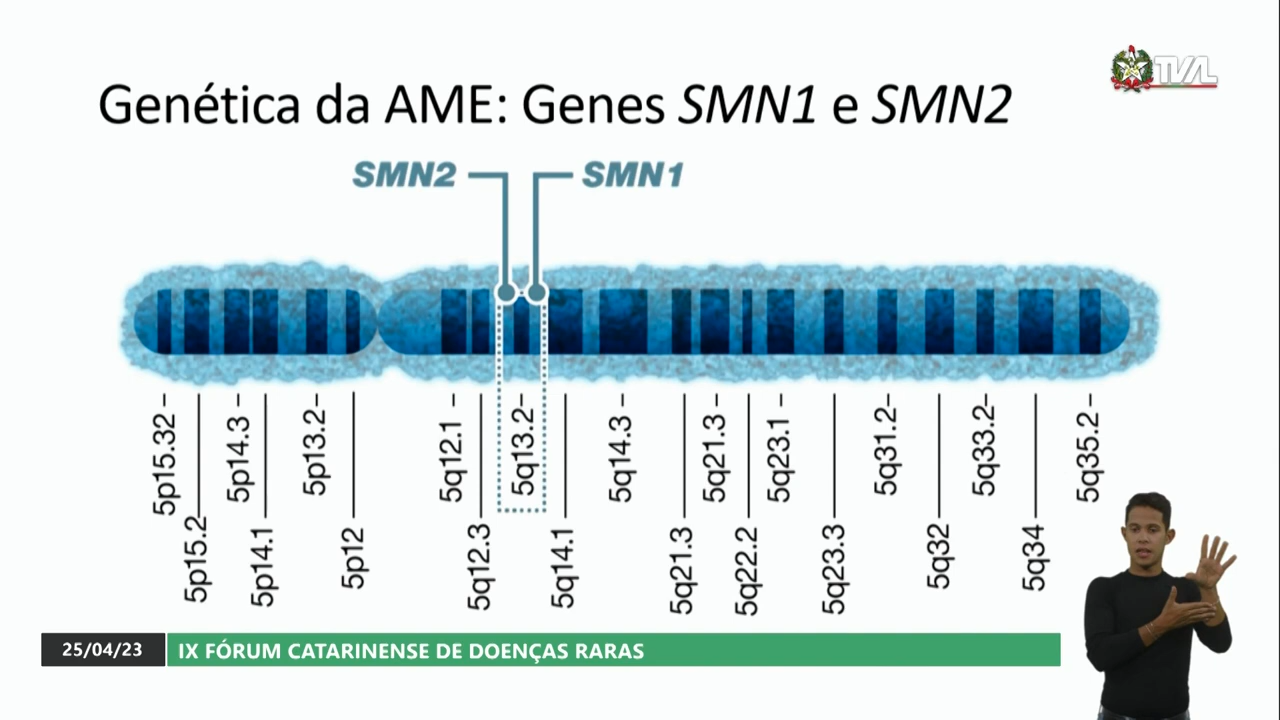 TVAL
Genética da AME: Genes SMN1 e SMN2
SMN2
SMN1
5p15.32
5p15.2
5p14.3
5p14.1
5p13.2
5p12
5q12.1
5q12.3
5q13.2
5q14.1
5q14.3
5q21.3
5q21.3
5q22.2
5q23.1
5q23.3
5q31.2
5q32
5q33.2
5q34
5q35.2
25/04/23
IX FÓRUM CATARINENSE DE DOENÇAS RARAS